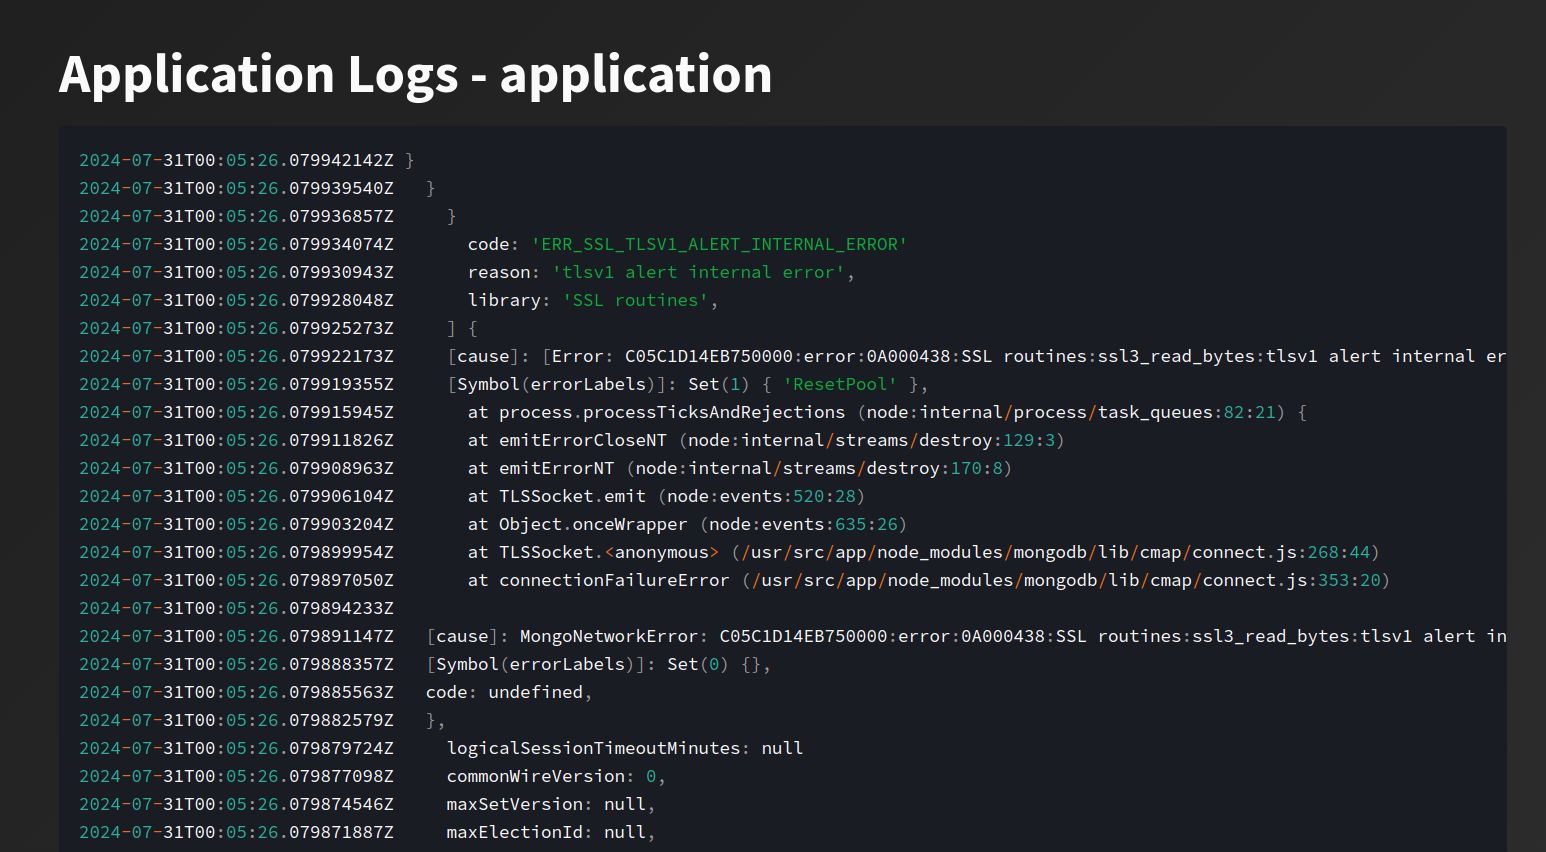 Application Logs - application
2024-07-31T00:05:26.079942142Z }
2024-07-31T00:05:26.079939540Z   }
2024-07-31T00:05:26.079936857Z     }
2024-07-31T00:05:26.079934074Z       code: 'ERR_SSL_TLSV1_ALERT_INTERNAL_ERROR'
2024-07-31T00:05:26.079930943Z       reason: 'tlsv1 alert internal error',
2024-07-31T00:05:26.079928048Z       library: 'SSL routines',
2024-07-31T00:05:26.079925273Z     ] {
2024-07-31T00:05:26.079922173Z     [cause]: [Error: C05C1D14EB750000:error:0A000438:SSL routines:ssl3_read_bytes:tlsv1 alert internal er
2024-07-31T00:05:26.079919355Z     [Symbol(errorLabels)]: Set(1) { 'ResetPool' },
2024-07-31T00:05:26.079915945Z       at process.processTicksAndRejections (node:internal/process/task_queues:82:21) {
2024-07-31T00:05:26.079911826Z       at emitErrorCloseNT (node:internal/streams/destroy:129:3)
2024-07-31T00:05:26.079908963Z       at emitErrorNT (node:internal/streams/destroy:170:8)
2024-07-31T00:05:26.079906104Z       at TLSSocket.emit (node:events:520:28)
2024-07-31T00:05:26.079903204Z       at Object.onceWrapper (node:events:635:26)
2024-07-31T00:05:26.079899954Z       at TLSSocket.<anonymous> (/usr/src/app/node_modules/mongodb/lib/cmap/connect.js:268:44)
2024-07-31T00:05:26.079897050Z       at connectionFailureError (/usr/src/app/node_modules/mongodb/lib/cmap/connect.js:353:20)
2024-07-31T00:05:26.079894233Z
2024-07-31T00:05:26.079891147Z   [cause]: MongoNetworkError: C05C1D14EB750000:error:0A000438:SSL routines:ssl3_read_bytes:tlsv1 alert in
2024-07-31T00:05:26.079888357Z   [Symbol(errorLabels)]: Set(0) {},
2024-07-31T00:05:26.079885563Z   code: undefined,
2024-07-31T00:05:26.079882579Z   },
2024-07-31T00:05:26.079879724Z     logicalSessionTimeoutMinutes: null
2024-07-31T00:05:26.079877098Z     commonWireVersion: 0,
2024-07-31T00:05:26.079874546Z     maxSetVersion: null,
2024-07-31T00:05:26.079871887Z     maxElectionId: null,